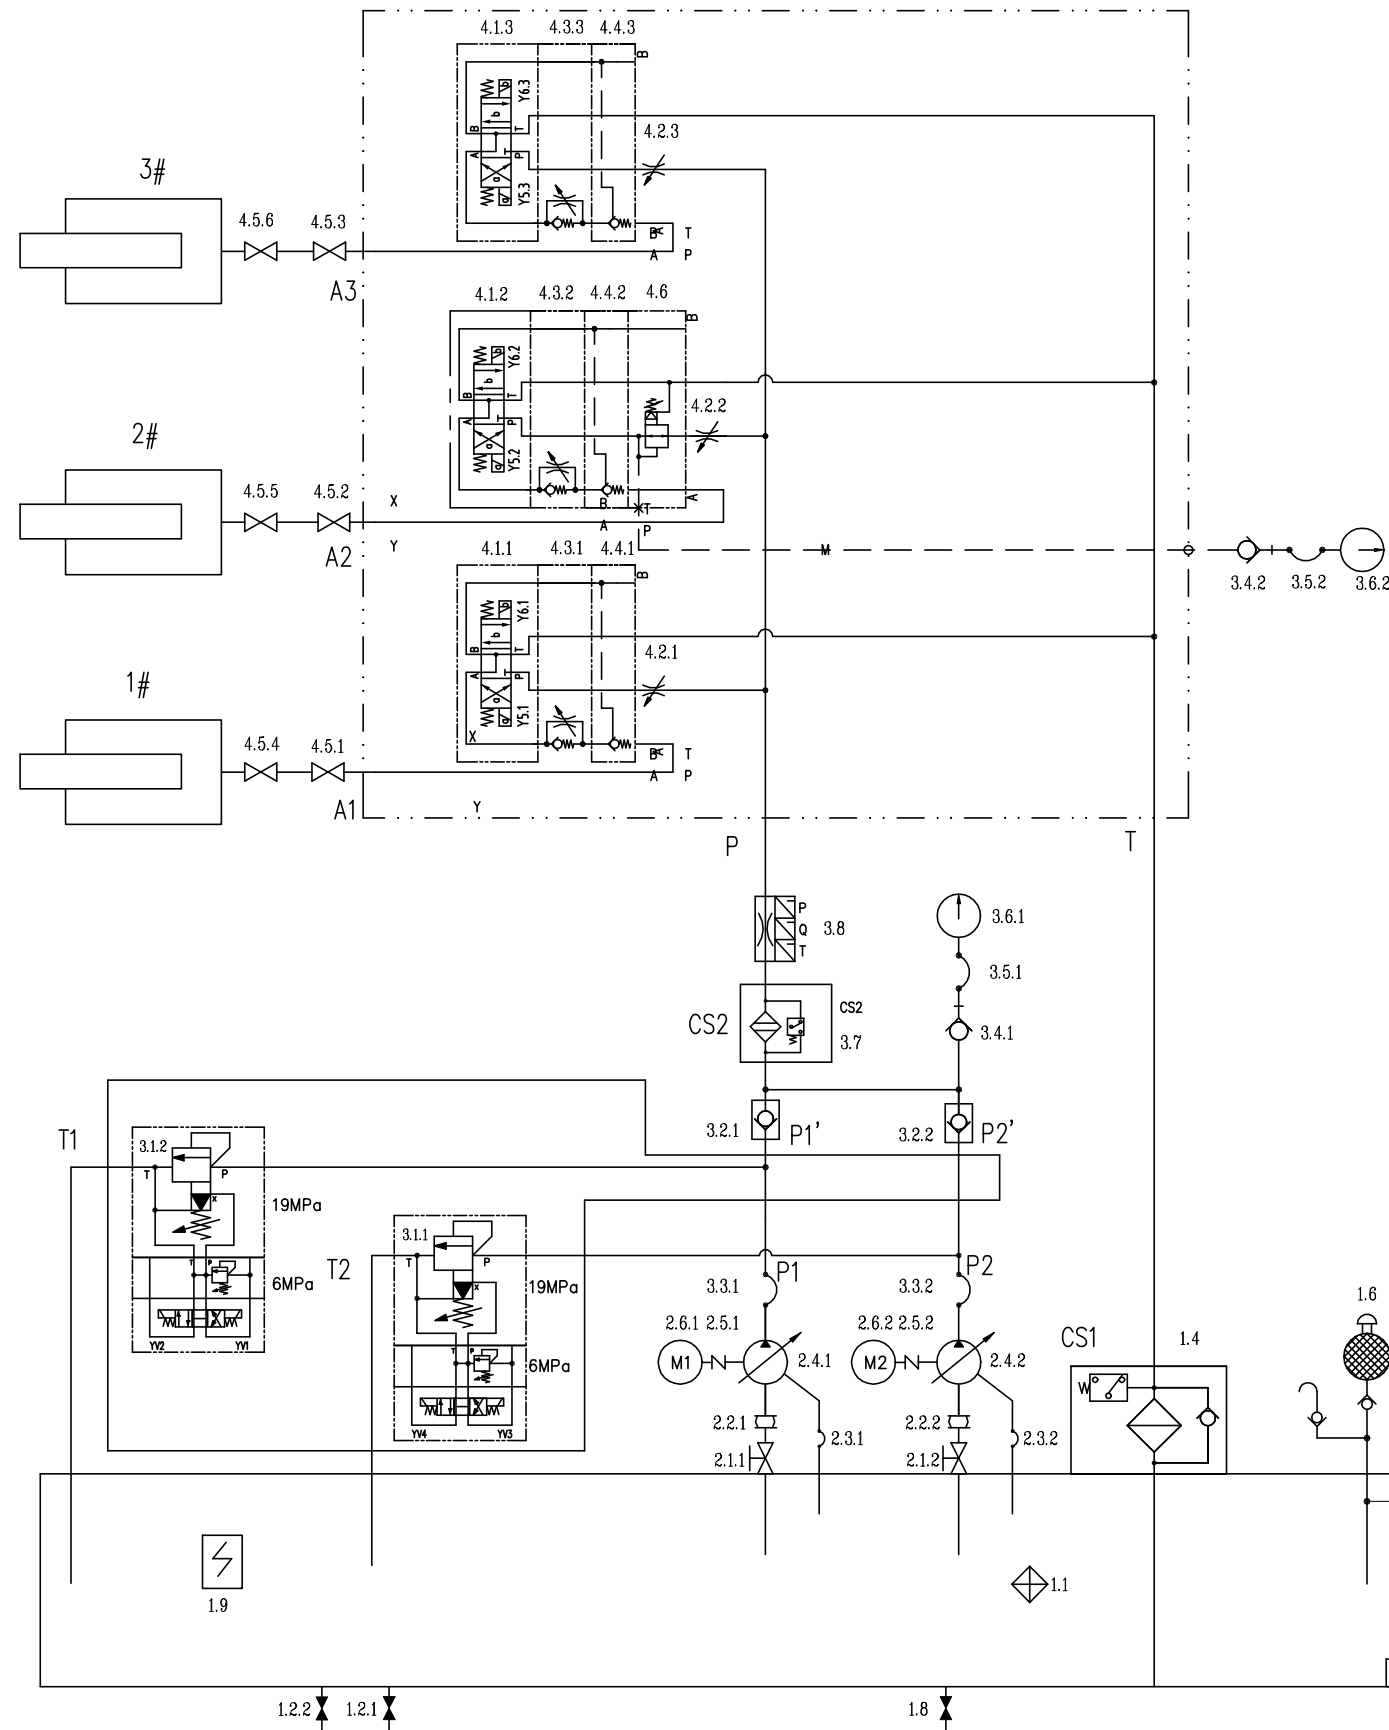 4.1.3 4.3.3 4.4.3
B
b
Y6.3
b
B T
4.2.3
A T P
a
Y5.3
a
3#
4.5.6 4.5.3
B A T
A P
A3
4.1.2 4.3.2 4.4.2 4.6
B
b
Y6.2
b
B T
4.2.2
A T P
a
Y5.2
a
2#
4.5.5 4.5.2
X
A
B T
A P
Y
A2
M
3.4.2 3.5.2 3.6.2
4.1.1 4.3.1 4.4.1
B
b
Y6.1
b
B T
4.2.1
A T P
a
Y5.1
a
X
1#
4.5.4 4.5.1
B A T
A P
A1
Y
P
T
P
Q
T
3.8
3.6.1
3.5.1
CS2
CS2
3.7
3.4.1
3.2.1 P1'
3.2.2 P2'
T1
3.1.2
T P
x
19MPa
T P
6MPa
YV2 YV1
T2
3.1.1
T P
x
19MPa
T P
6MPa
YV4 YV3
P1
3.3.1
P2
3.3.2
2.6.1 2.5.1
M1
2.4.1
2.6.2 2.5.2
M2
2.4.2
2.2.1
2.3.1
2.1.1
2.2.2
2.3.2
2.1.2
CS1
1.4
W
1.6
1.9
1.1
1.2.2 1.2.1
1.8